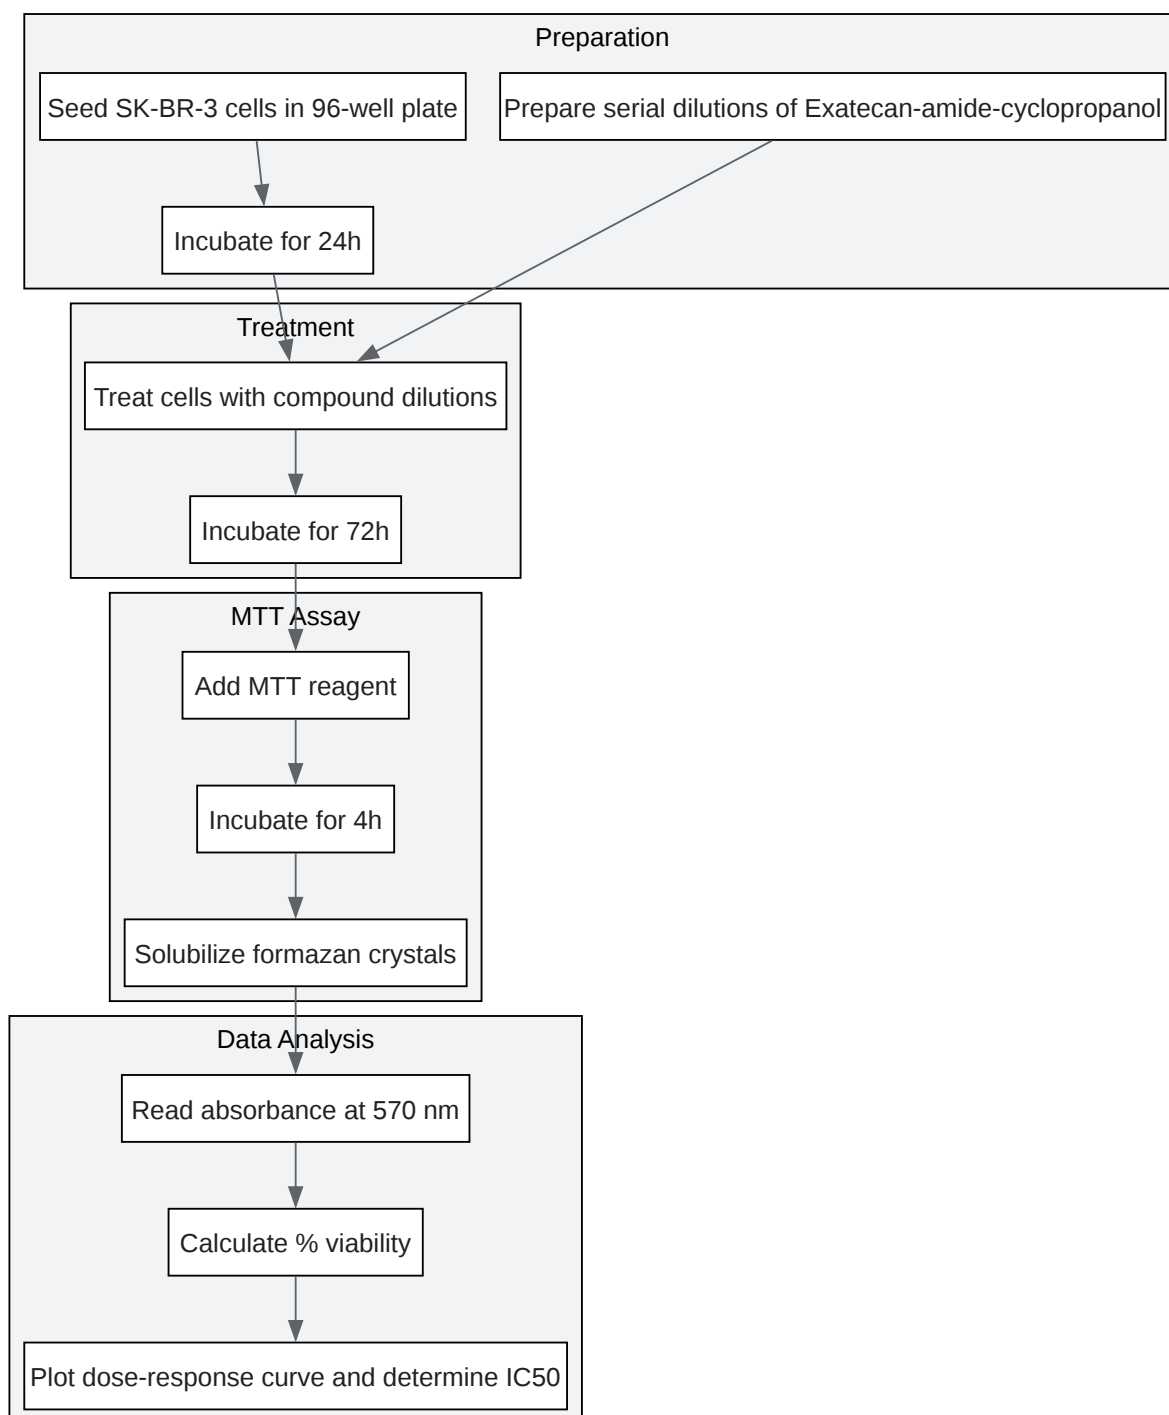 Preparation
Seed SK-BR-3 cells in 96-well plate
Prepare serial dilutions of Exatecan-amide-cyclopropanol
Incubate for 24h
Treatment
Treat cells with compound dilutions
Incubate for 72h
MTT Assay
Add MTT reagent
Incubate for 4h
Solubilize formazan crystals
Data Analysis
Read absorbance at 570 nm
Calculate % viability
Plot dose-response curve and determine IC50